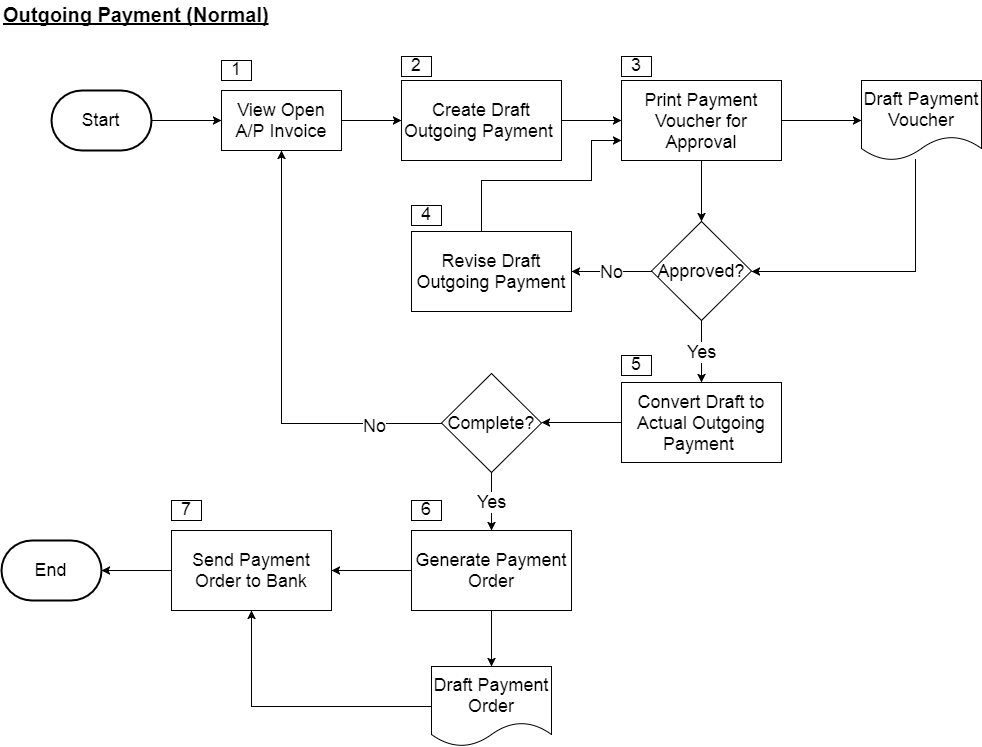 Outgoing Payment (Normal)
1
2
3
Start
View Open
A/P Invoice
Create Draft
Outgoing Payment
Print Payment
Voucher for
Approval
Draft Payment
Voucher
4
Revise Draft
Outgoing Payment
No
Approved?
Yes
5
Convert Draft to
Actual Outgoing
Payment
Complete?
No
Yes
7
6
End
Send Payment
Order to Bank
Generate Payment
Order
Draft Payment
Order